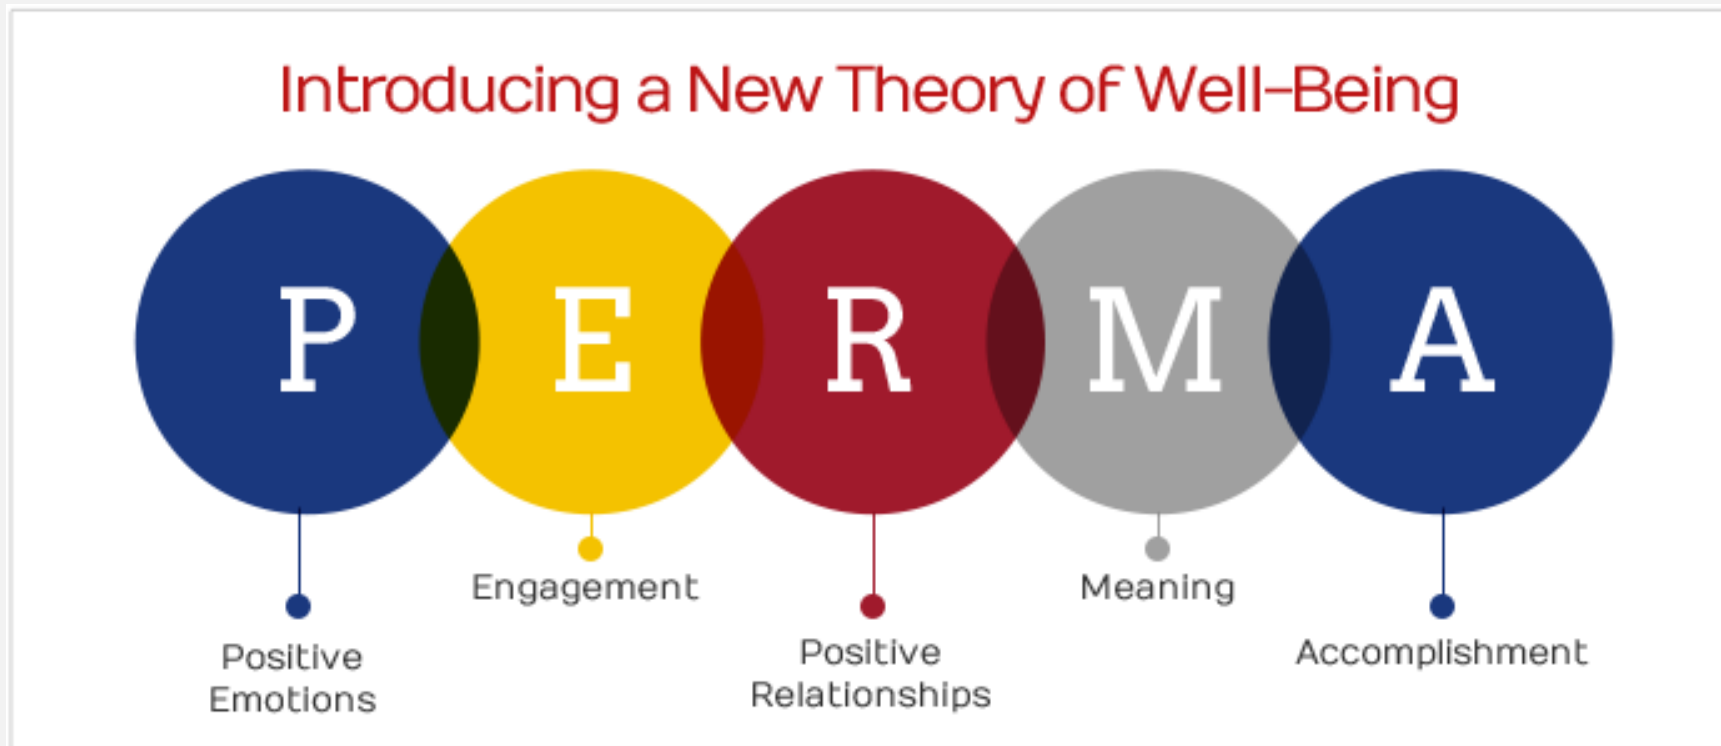 Introducing a New Theory of Well-Being
P E R M A
Positive
Emotions
Engagement
Positive
Relationships
Meaning
Accomplishment